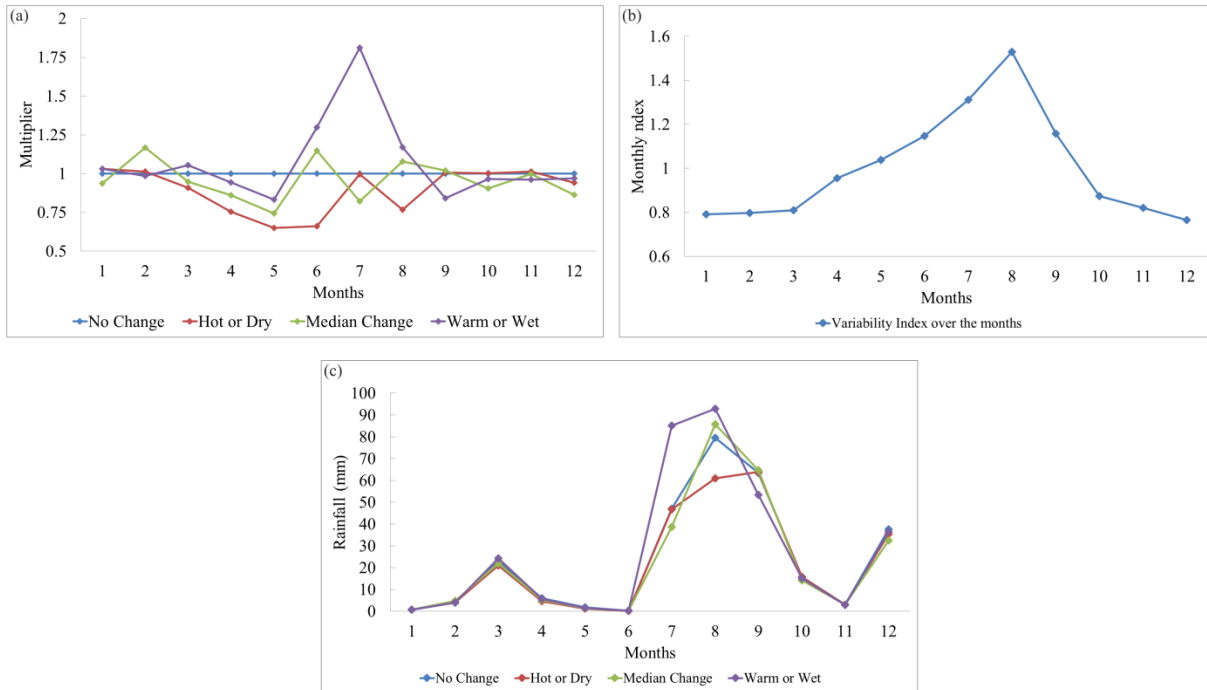 (a)
2
1.75
1.5
1.25
1
0.75
0.5
Multiplier
1 2 3 4 5 6 7 8 9 10 11 12
Months
No Change Hot or Dry Median Change Warm or Wet
(b)
1.6
1.4
1.2
1
0.8
0.6
Monthly ndex
1 2 3 4 5 6 7 8 9 10 11 12
Months
Variability Index over the months
(c)
100
90
80
70
60
50
40
30
20
10
0
Rainfall (mm)
1 2 3 4 5 6 7 8 9 10 11 12
Months
No Change Hot or Dry Median Change Warm or Wet